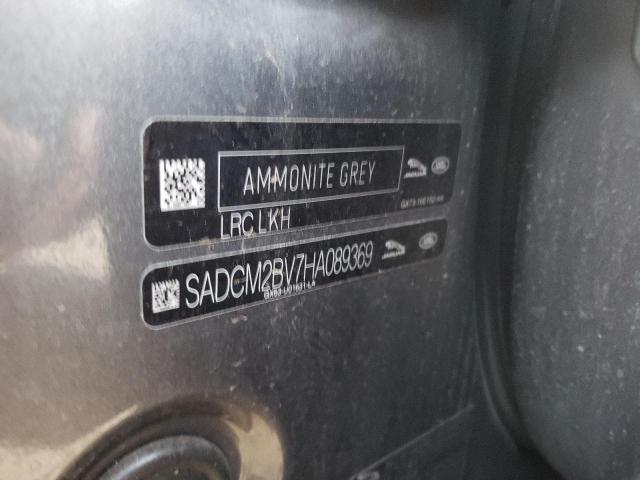 AMMONITE GREY
LRC LKH
SADCM2BV7HA089369